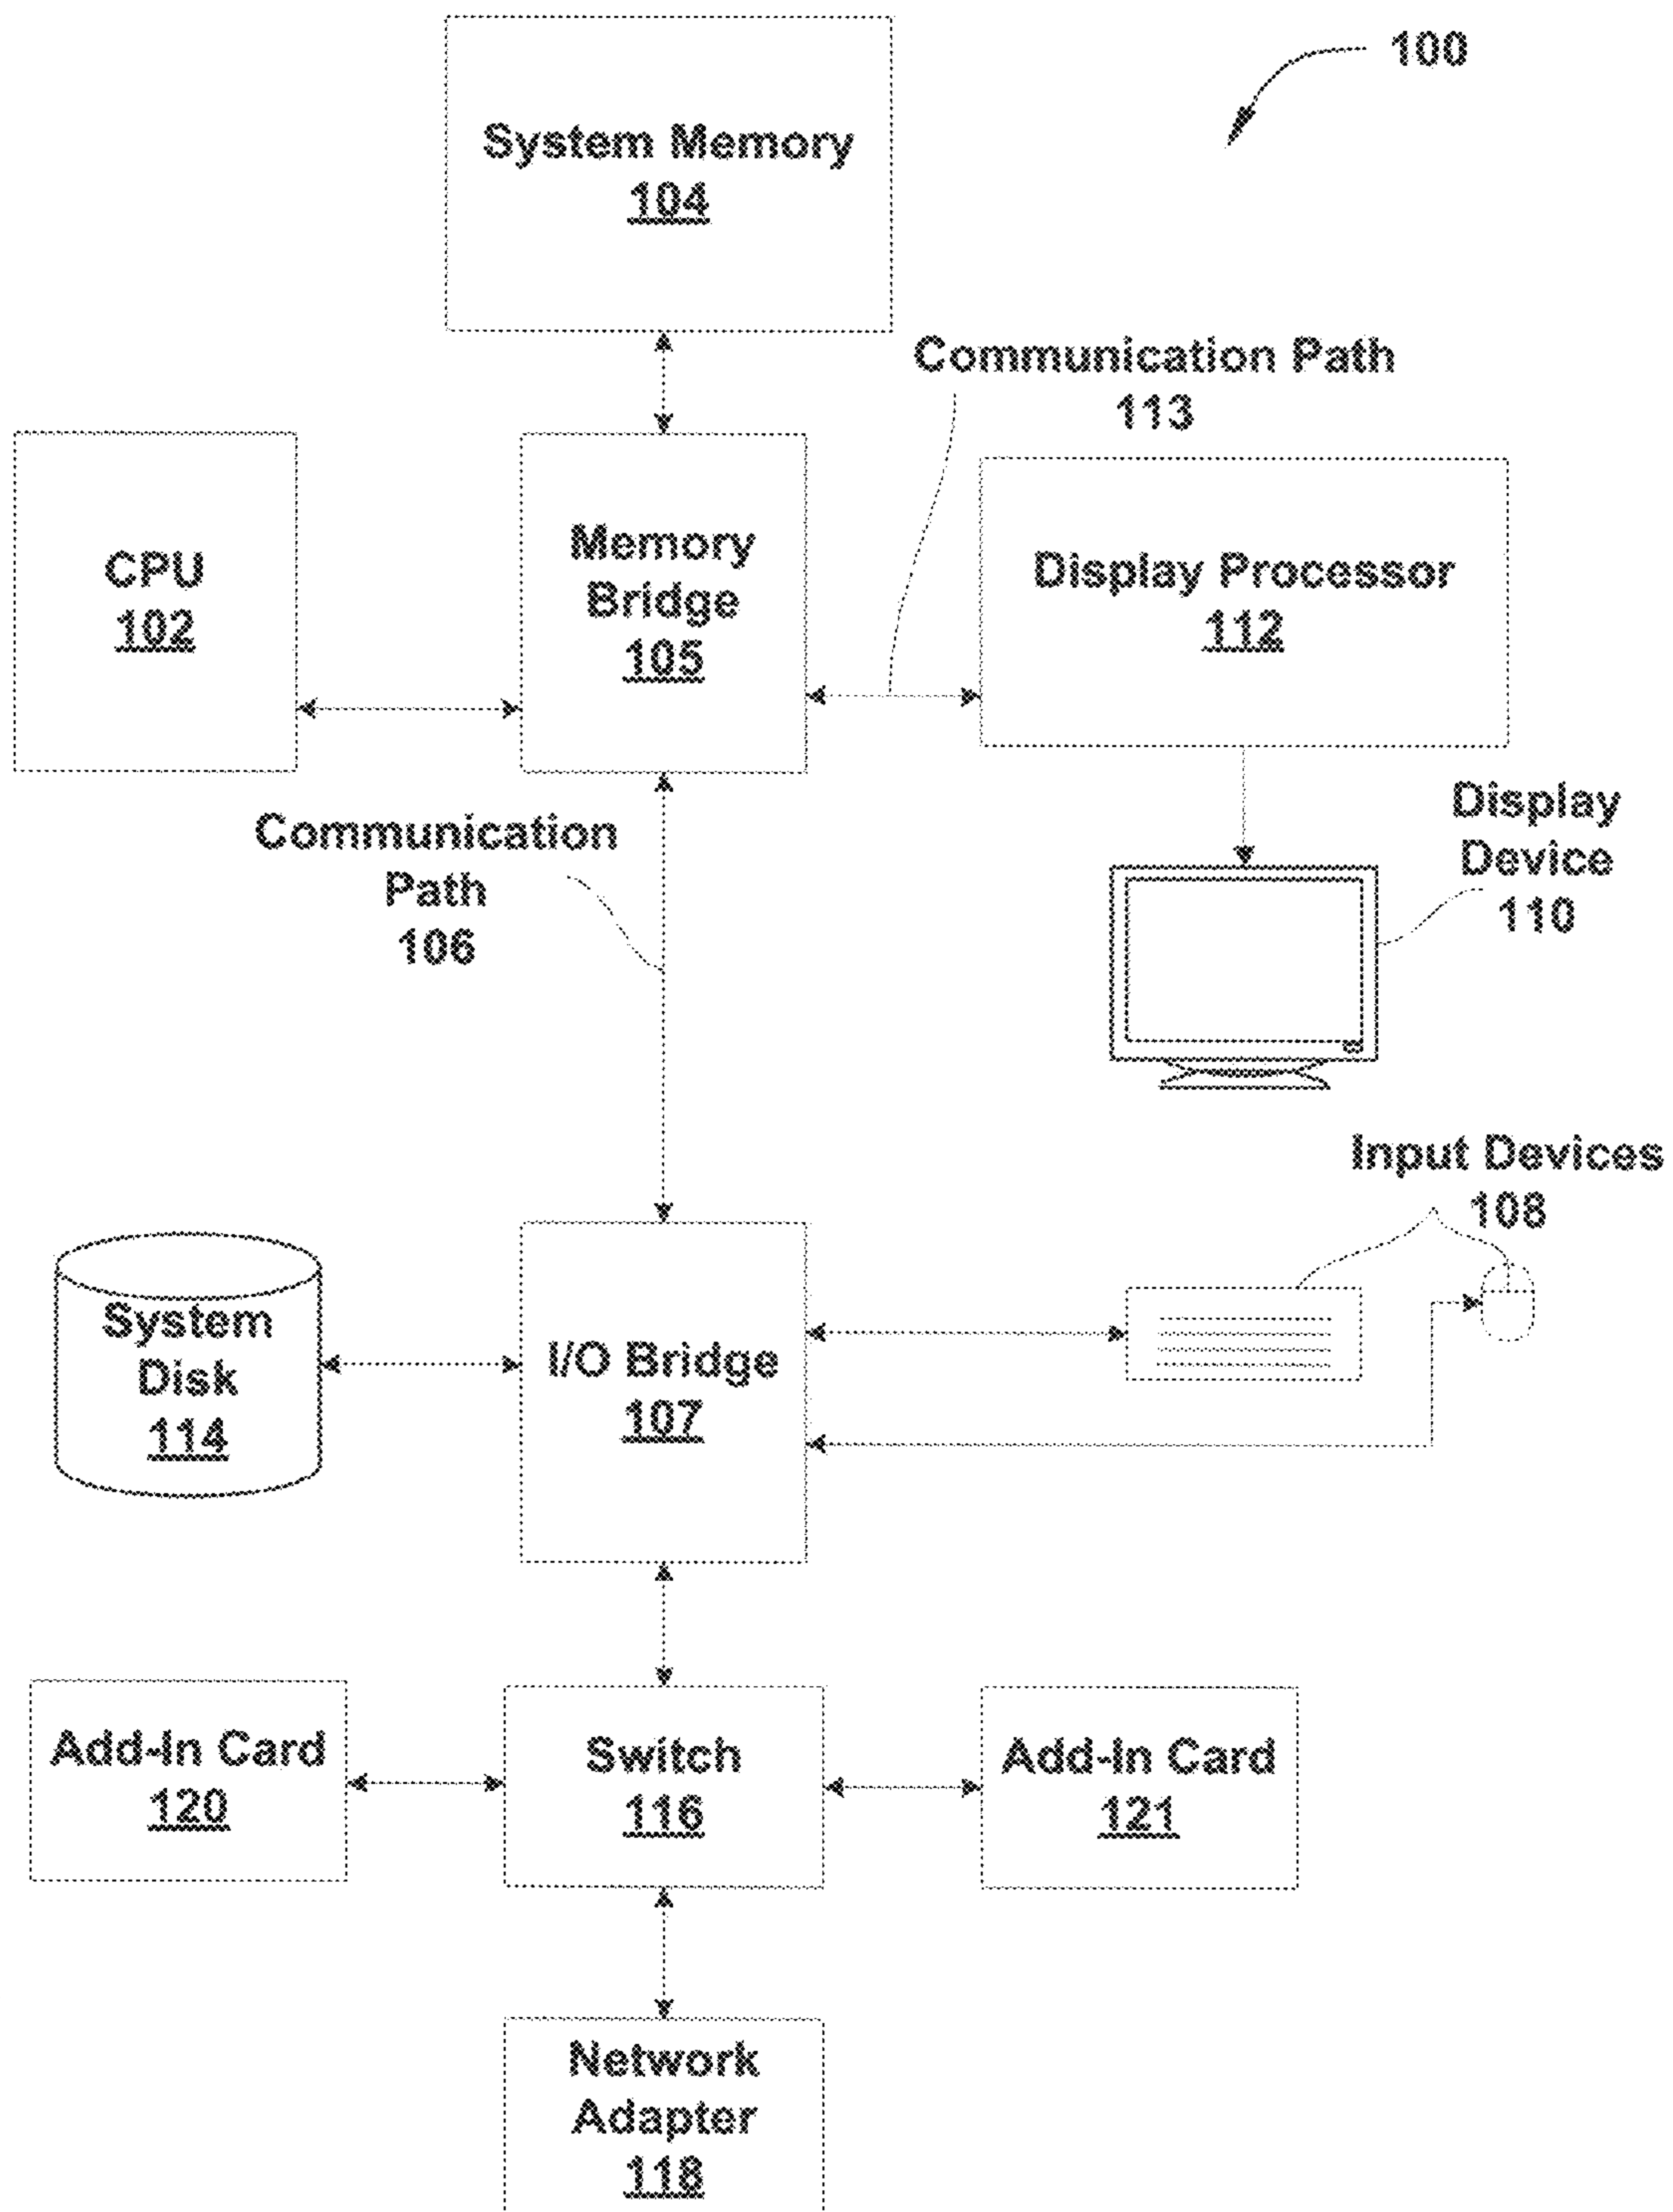 100
System Memory
104
Communication Path
113
CPU
102
Memory
Bridge
105
Display Processor
112
Communication
Path
106
Display
Device
110
Input Devices
108
System
Disk
114
I/O Bridge
107
Add-In Card
120
Switch
116
Add-In Card
121
Network
Adapter
118